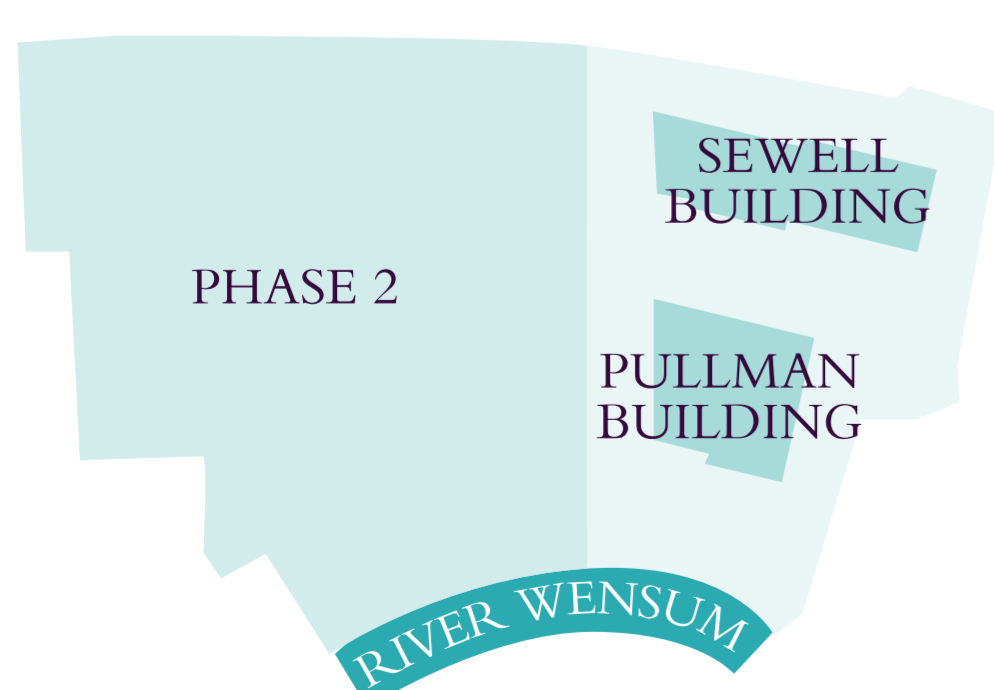 SEWELL
BUILDING
PHASE 2
PULLMAN
BUILDING
RIVER WENSUM